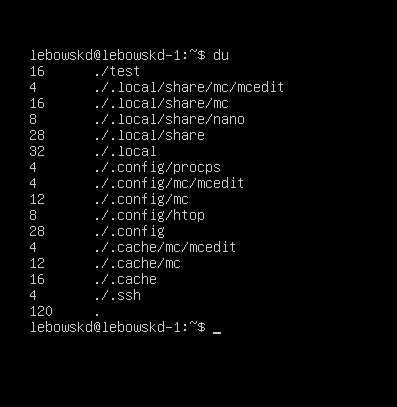 lebowskd@lebowskd-1:~$ du
16      ./test
4       ./.local/share/mc/mcedit
16      ./.local/share/mc
8       ./.local/share/nano
28      ./.local/share
32      ./.local
4       ./.config/procps
4       ./.config/mc/mcedit
12      ./.config/mc
8       ./.config/htop
28      ./.config
4       ./.cache/mc/mcedit
12      ./.cache/mc
16      ./.cache
4       ./.ssh
120     .
lebowskd@lebowskd-1:~$ _